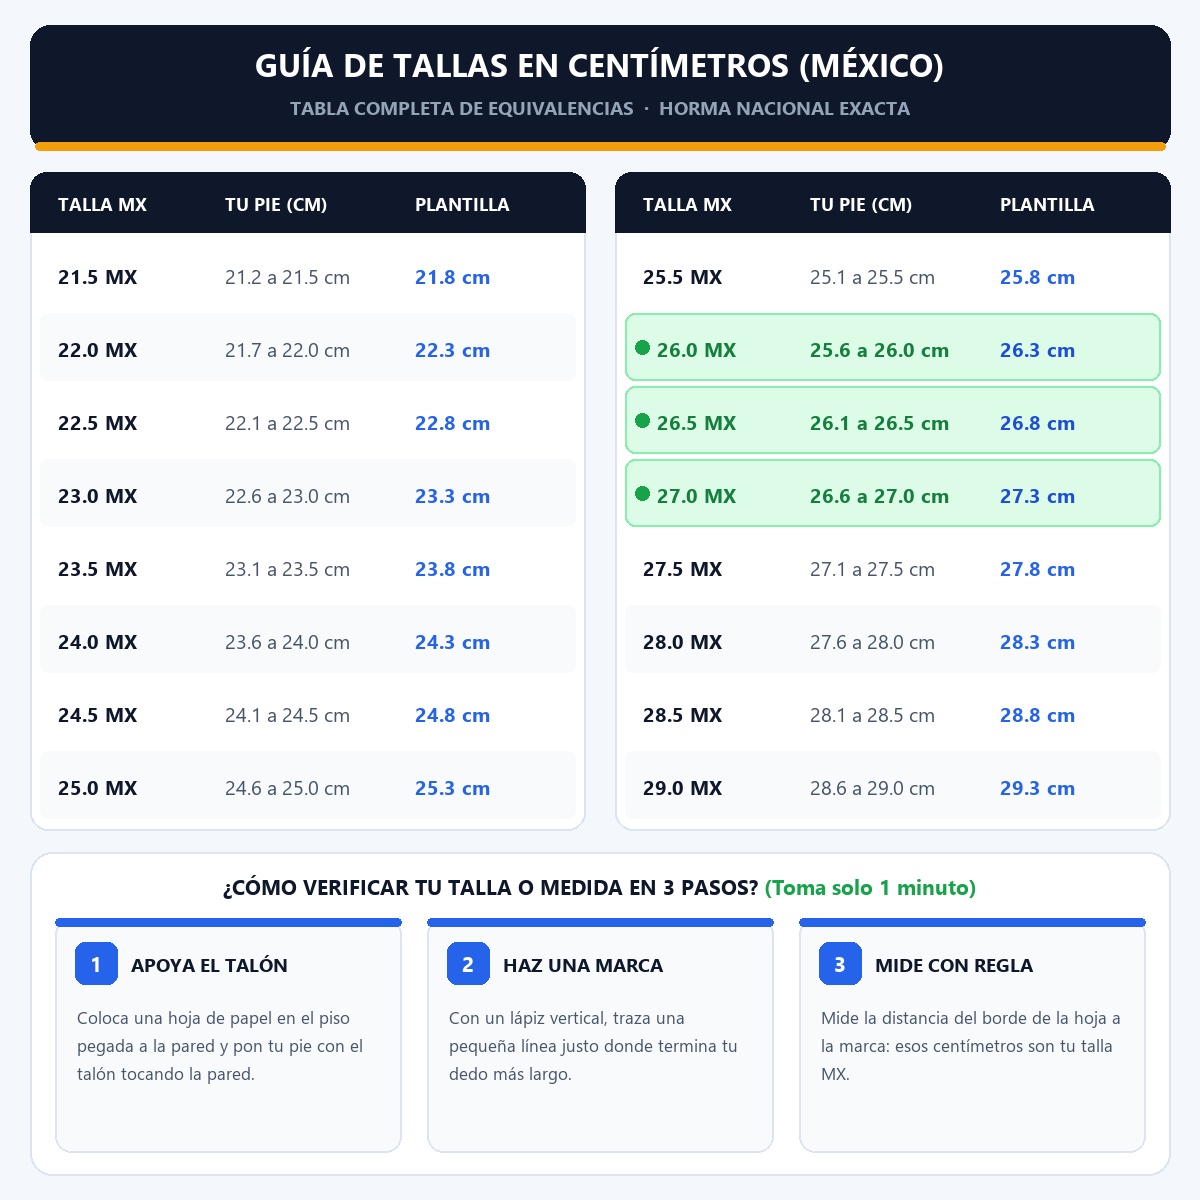 GUÍA DE TALLAS EN CENTÍMETROS (MÉXICO)
TABLA COMPLETA DE EQUIVALENCIAS · HORMA NACIONAL EXACTA
TALLA MX TU PIE (CM) PLANTILLA
21.5 MX 21.2 a 21.5 cm 21.8 cm
22.0 MX 21.7 a 22.0 cm 22.3 cm
22.5 MX 22.1 a 22.5 cm 22.8 cm
23.0 MX 22.6 a 23.0 cm 23.3 cm
23.5 MX 23.1 a 23.5 cm 23.8 cm
24.0 MX 23.6 a 24.0 cm 24.3 cm
24.5 MX 24.1 a 24.5 cm 24.8 cm
25.0 MX 24.6 a 25.0 cm 25.3 cm
TALLA MX TU PIE (CM) PLANTILLA
25.5 MX 25.1 a 25.5 cm 25.8 cm
26.0 MX 25.6 a 26.0 cm 26.3 cm
26.5 MX 26.1 a 26.5 cm 26.8 cm
27.0 MX 26.6 a 27.0 cm 27.3 cm
27.5 MX 27.1 a 27.5 cm 27.8 cm
28.0 MX 27.6 a 28.0 cm 28.3 cm
28.5 MX 28.1 a 28.5 cm 28.8 cm
29.0 MX 28.6 a 29.0 cm 29.3 cm
¿CÓMO VERIFICAR TU TALLA O MEDIDA EN 3 PASOS? (Toma solo 1 minuto)
1 APOYA EL TALÓN
Coloca una hoja de papel en el piso
pegada a la pared y pon tu pie con el
talón tocando la pared.
2 HAZ UNA MARCA
Con un lápiz vertical, traza una
pequeña línea justo donde termina tu
dedo más largo.
3 MIDE CON REGLA
Mide la distancia del borde de la hoja a
la marca: esos centímetros son tu talla
MX.